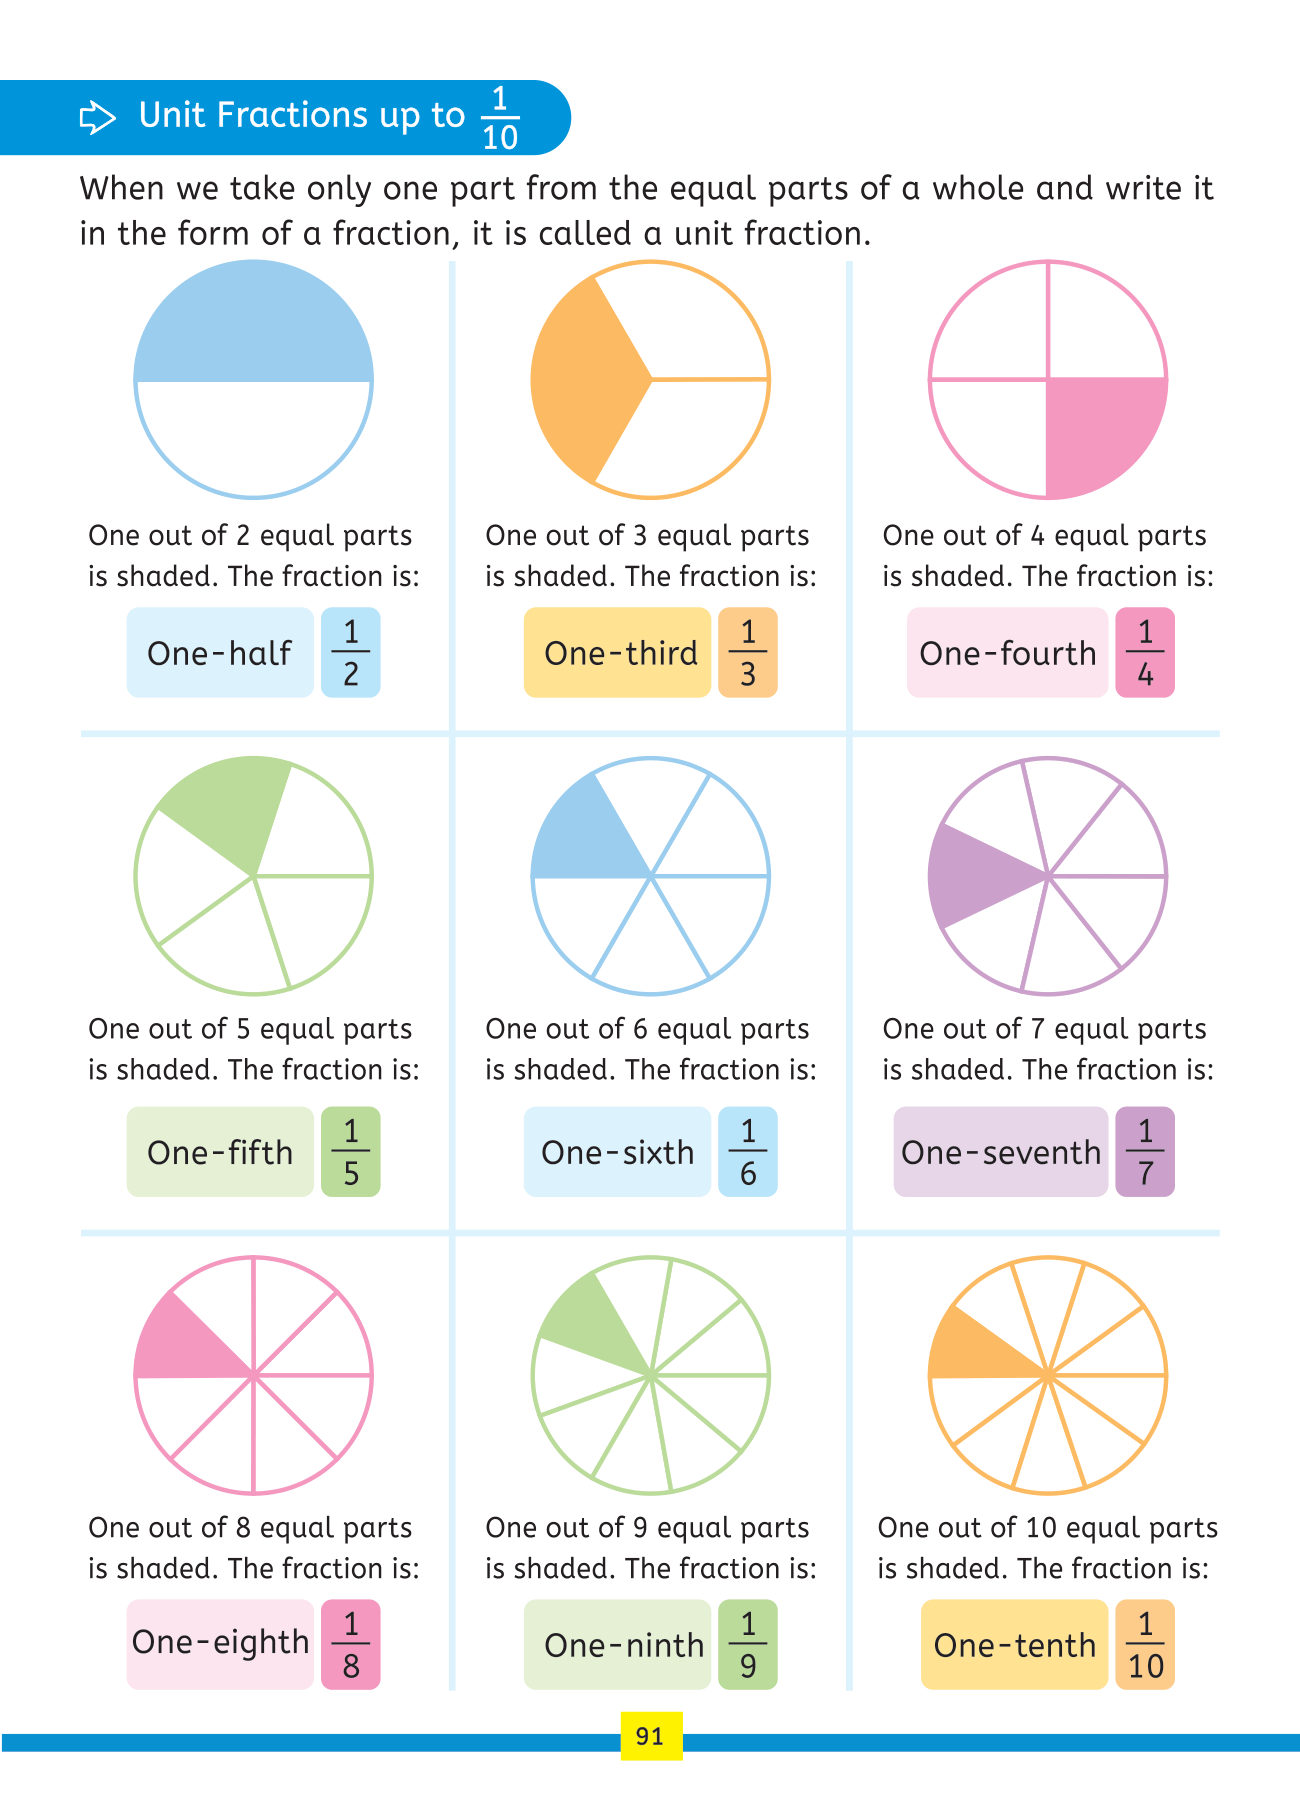 Unit Fractions up to 1/10
When we take only one part from the equal parts of a whole and write it
in the form of a fraction, it is called a unit fraction.
One out of 2 equal parts
is shaded. The fraction is:
One-half 1/2
One out of 3 equal parts
is shaded. The fraction is:
One-third 1/3
One out of 4 equal parts
is shaded. The fraction is:
One-fourth 1/4
One out of 5 equal parts
is shaded. The fraction is:
One-fifth 1/5
One out of 6 equal parts
is shaded. The fraction is:
One-sixth 1/6
One out of 7 equal parts
is shaded. The fraction is:
One-seventh 1/7
One out of 8 equal parts
is shaded. The fraction is:
One-eighth 1/8
One out of 9 equal parts
is shaded. The fraction is:
One-ninth 1/9
One out of 10 equal parts
is shaded. The fraction is:
One-tenth 1/10
91